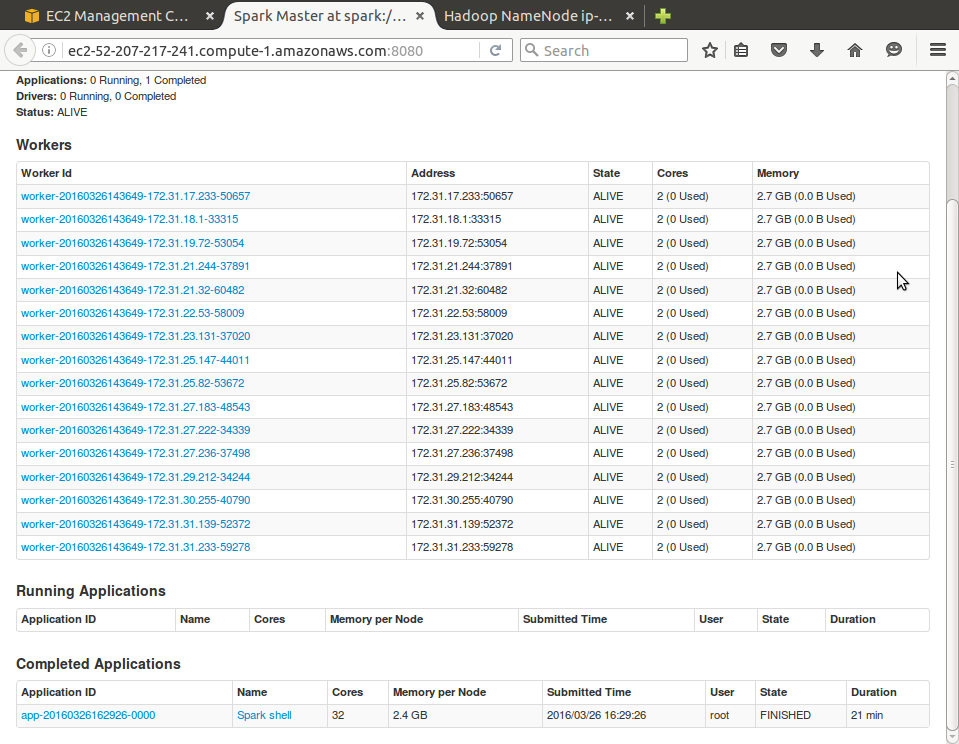 EC2 Management C... Spark Master at spark:/... Hadoop NameNode ip-...
ec2-52-207-217-241.compute-1.amazonaws.com:8080 Search
Applications: 0 Running, 1 Completed
Drivers: 0 Running, 0 Completed
Status: ALIVE
Workers
Worker Id Address State Cores Memory
worker-20160326143649-172.31.17.233-50657 172.31.17.233:50657 ALIVE 2 (0 Used) 2.7 GB (0.0 B Used)
worker-20160326143649-172.31.18.1-33315 172.31.18.1:33315 ALIVE 2 (0 Used) 2.7 GB (0.0 B Used)
worker-20160326143649-172.31.19.72-53054 172.31.19.72:53054 ALIVE 2 (0 Used) 2.7 GB (0.0 B Used)
worker-20160326143649-172.31.21.244-37891 172.31.21.244:37891 ALIVE 2 (0 Used) 2.7 GB (0.0 B Used)
worker-20160326143649-172.31.21.32-60482 172.31.21.32:60482 ALIVE 2 (0 Used) 2.7 GB (0.0 B Used)
worker-20160326143649-172.31.22.53-58009 172.31.22.53:58009 ALIVE 2 (0 Used) 2.7 GB (0.0 B Used)
worker-20160326143649-172.31.23.131-37020 172.31.23.131:37020 ALIVE 2 (0 Used) 2.7 GB (0.0 B Used)
worker-20160326143649-172.31.25.147-44011 172.31.25.147:44011 ALIVE 2 (0 Used) 2.7 GB (0.0 B Used)
worker-20160326143649-172.31.25.82-53672 172.31.25.82:53672 ALIVE 2 (0 Used) 2.7 GB (0.0 B Used)
worker-20160326143649-172.31.27.183-48543 172.31.27.183:48543 ALIVE 2 (0 Used) 2.7 GB (0.0 B Used)
worker-20160326143649-172.31.27.222-34339 172.31.27.222:34339 ALIVE 2 (0 Used) 2.7 GB (0.0 B Used)
worker-20160326143649-172.31.27.236-37498 172.31.27.236:37498 ALIVE 2 (0 Used) 2.7 GB (0.0 B Used)
worker-20160326143649-172.31.29.212-34244 172.31.29.212:34244 ALIVE 2 (0 Used) 2.7 GB (0.0 B Used)
worker-20160326143649-172.31.30.255-40790 172.31.30.255:40790 ALIVE 2 (0 Used) 2.7 GB (0.0 B Used)
worker-20160326143649-172.31.31.139-52372 172.31.31.139:52372 ALIVE 2 (0 Used) 2.7 GB (0.0 B Used)
worker-20160326143649-172.31.31.233-59278 172.31.31.233:59278 ALIVE 2 (0 Used) 2.7 GB (0.0 B Used)
Running Applications
Application ID Name Cores Memory per Node Submitted Time User State Duration
Completed Applications
Application ID Name Cores Memory per Node Submitted Time User State Duration
app-20160326162926-0000 Spark shell 32 2.4 GB 2016/03/26 16:29:26 root FINISHED 21 min